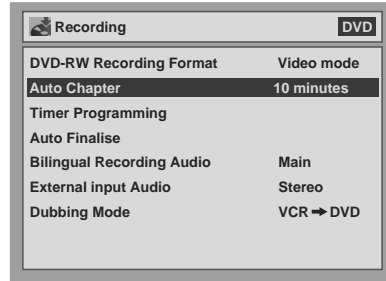 Recording DVD
DVD-RW Recording Format Video mode
Auto Chapter 10 minutes
Timer Programming
Auto Finalise
Bilingual Recording Audio Main
External input Audio Stereo
Dubbing Mode VCR ➔ DVD